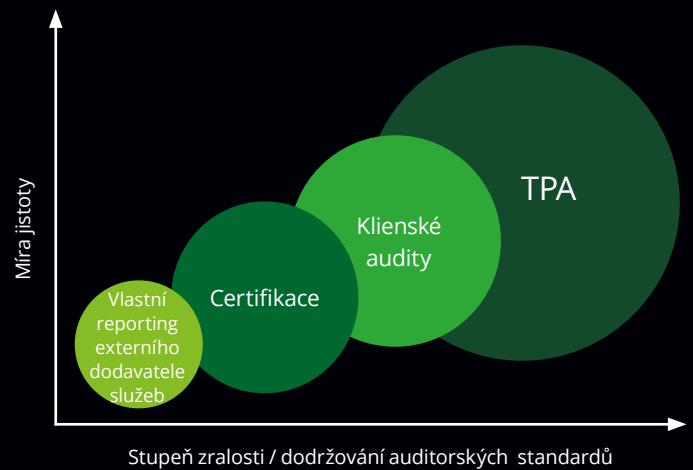 TPA
Klienské
audity
Certifikace
Vlastní
reporting
externího
dodavatele
služeb
Míra jistoty
Stupeň zralosti / dodržování auditorských standardů